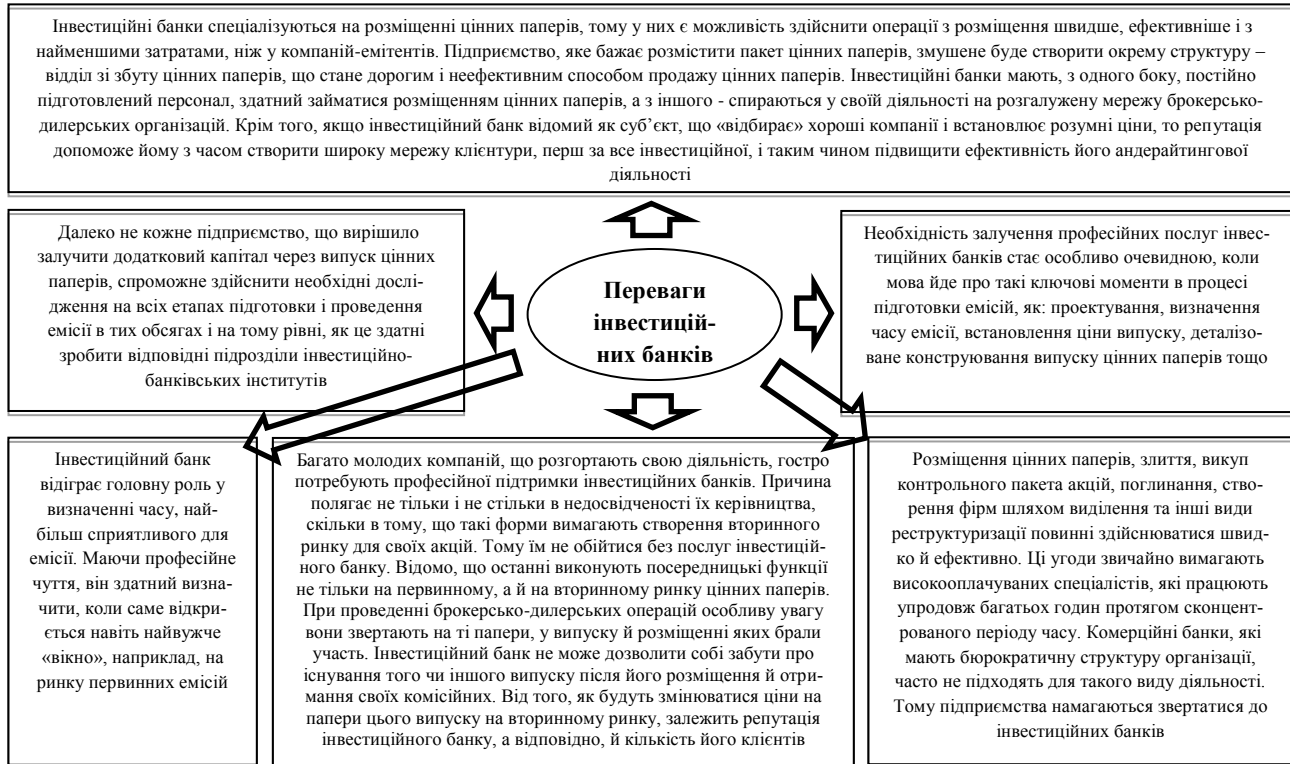 Інвестиційні банки спеціалізуються на розміщенні цінних паперів, тому у них є можливість здійснити операції з розміщення швидше, ефективніше і з
найменшими затратами, ніж у компаній-емітентів. Підприємство, яке бажає розмістити пакет цінних паперів, змушене буде створити окрему структуру –
відділ зі збуту цінних паперів, що стане дорогим і неефективним способом продажу цінних паперів. Інвестиційні банки мають, з одного боку, постійно
підготовлений персонал, здатний займатися розміщенням цінних паперів, а з іншого - спираються у своїй діяльності на розгалужену мережу брокерсько-
дилерських організацій. Крім того, якщо інвестиційний банк відомий як суб’єкт, що «відбирає» хороші компанії і встановлює розумні ціни, то репутація
допоможе йому з часом створити широку мережу клієнтури, перш за все інвестиційної, і таким чином підвищити ефективність його андерайтингової
діяльності
Далеко не кожне підприємство, що вирішило
залучити додатковий капітал через випуск цінних
паперів, спроможне здійснити необхідні дослі-
дження на всіх етапах підготовки і проведення
емісії в тих обсягах і на тому рівні, як це здатні
зробити відповідні підрозділи інвестиційно-
банківських інститутів
Переваги
інвестицій-
них банків
Необхідність залучення професійних послуг інвес-
тиційних банків стає особливо очевидною, коли
мова йде про такі ключові моменти в процесі
підготовки емісій, як: проектування, визначення
часу емісії, встановлення ціни випуску, деталізо-
ване конструювання випуску цінних паперів тощо
Інвестиційний банк
відіграє головну роль у
визначенні часу, най-
більш сприятливого для
емісії. Маючи професійне
чуття, він здатний визна-
чити, коли саме відкри-
ється навіть найвужче
«вікно», наприклад, на
ринку первинних емісій
Багато молодих компаній, що розгортають свою діяльність, гостро
потребують професійної підтримки інвестиційних банків. Причина
полягає не тільки і не стільки в недосвідченості їх керівництва,
скільки в тому, що такі форми вимагають створення вторинного
ринку для своїх акцій. Тому їм не обійтися без послуг інвестицій-
ного банку. Відомо, що останні виконують посередницькі функції
не тільки на первинному, а й на вторинному ринку цінних паперів.
При проведенні брокерсько-дилерських операцій особливу увагу
вони звертають на ті папери, у випуску й розміщенні яких брали
участь. Інвестиційний банк не може дозволити собі забути про
існування того чи іншого випуску після його розміщення й отри-
мання своїх комісійних. Від того, як будуть змінюватися ціни на
папери цього випуску на вторинному ринку, залежить репутація
інвестиційного банку, а відповідно, й кількість його клієнтів
Розміщення цінних паперів, злиття, викуп
контрольного пакета акцій, поглинання, ство-
рення фірм шляхом виділення та інші види
реструктуризації повинні здійснюватися швид-
ко й ефективно. Ці угоди звичайно вимагають
високооплачуваних спеціалістів, які працюють
упродовж багатьох годин протягом сконцент-
рованого періоду часу. Комерційні банки, які
мають бюрократичну структуру організації,
часто не підходять для такого виду діяльності.
Тому підприємства намагаються звертатися до
інвестиційних банків